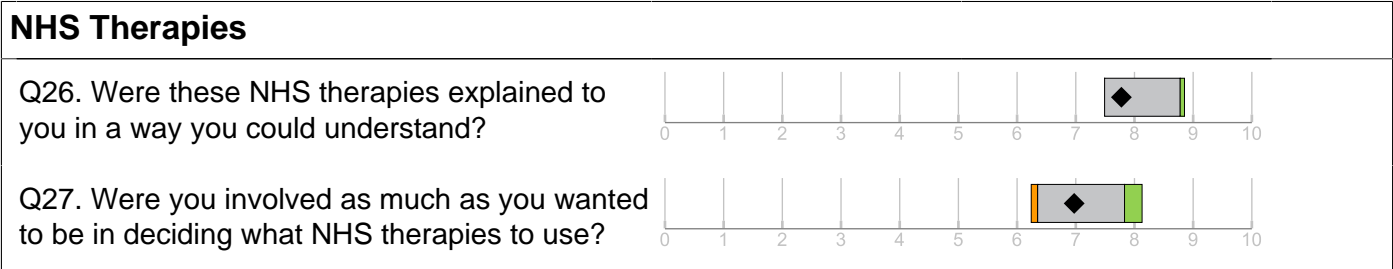 NHS Therapies
Q26. Were these NHS therapies explained to
you in a way you could understand?
0 1 2 3 4 5 6 7 8 9 10
Q27. Were you involved as much as you wanted
to be in deciding what NHS therapies to use?
0 1 2 3 4 5 6 7 8 9 10